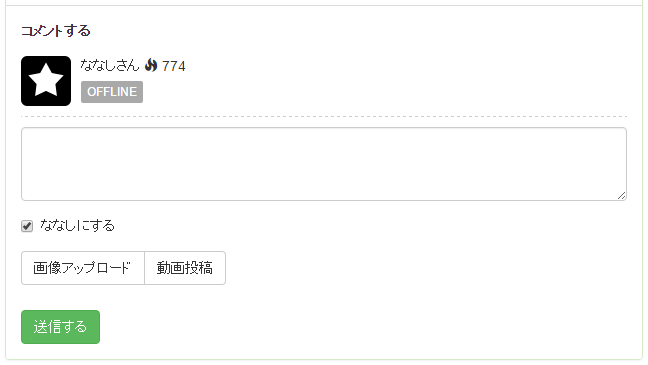 コメントする
ななしさん 774
OFFLINE
ななしにする
画像アップロード 動画投稿
送信する